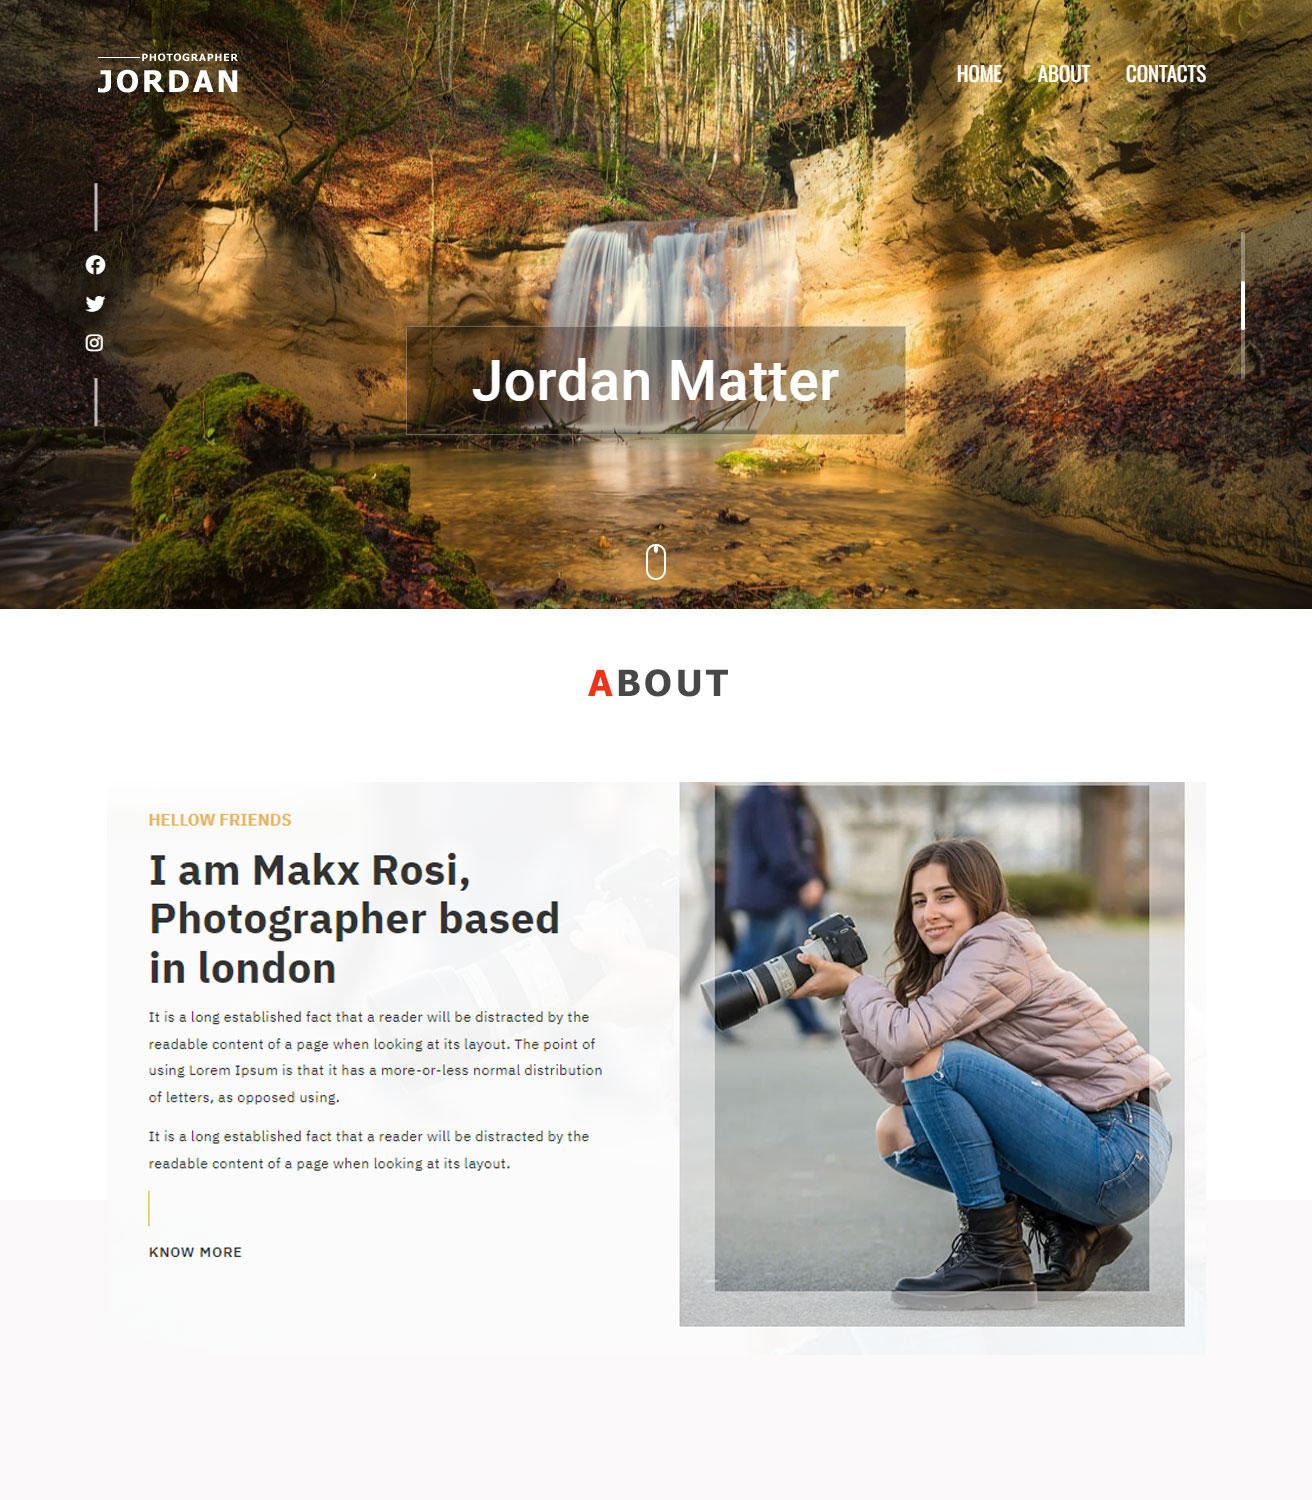 PHOTOGRAPHER
JORDAN
HOME ABOUT CONTACTS
Jordan Matter
ABOUT
HELLOW FRIENDS
I am Makx Rosi,
Photographer based
in london
It is a long established fact that a reader will be distracted by the
readable content of a page when looking at its layout. The point of
using Lorem Ipsum is that it has a more-or-less normal distribution
of letters, as opposed using.
It is a long established fact that a reader will be distracted by the
readable content of a page when looking at its layout.
KNOW MORE